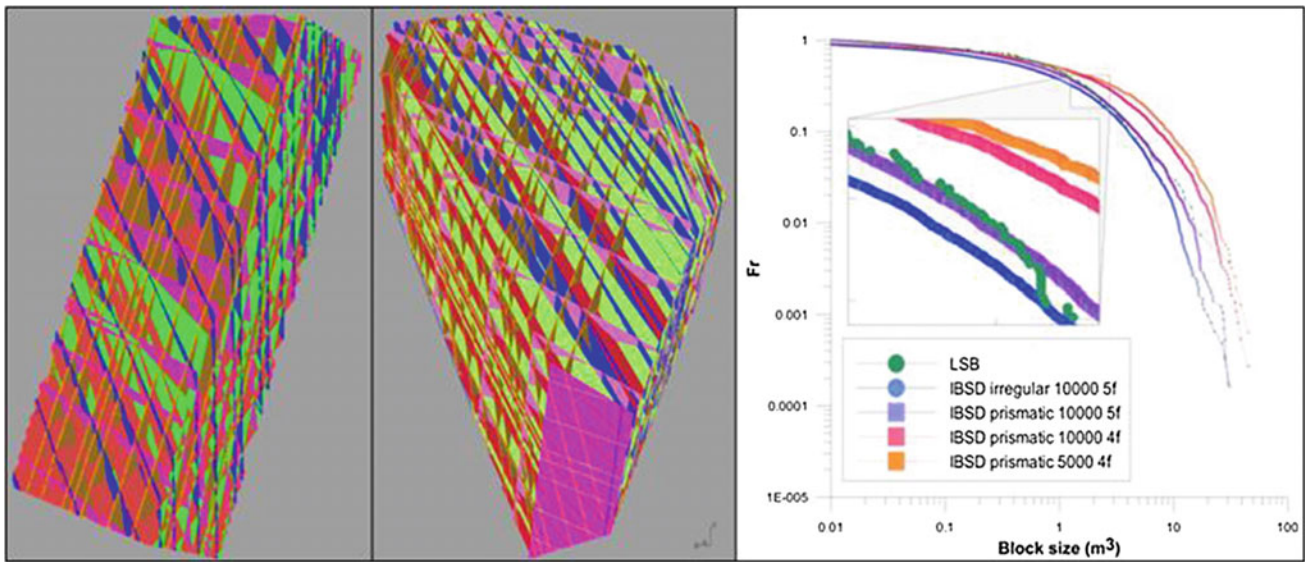 1
0.1
0.01
0.001
0.0001
1E-005
Fr
LSB
IBSD irregular 10000 5f
IBSD prismatic 10000 5f
IBSD prismatic 10000 4f
IBSD prismatic 5000 4f
0.01 0.1 1 10 100
Block size (m³)